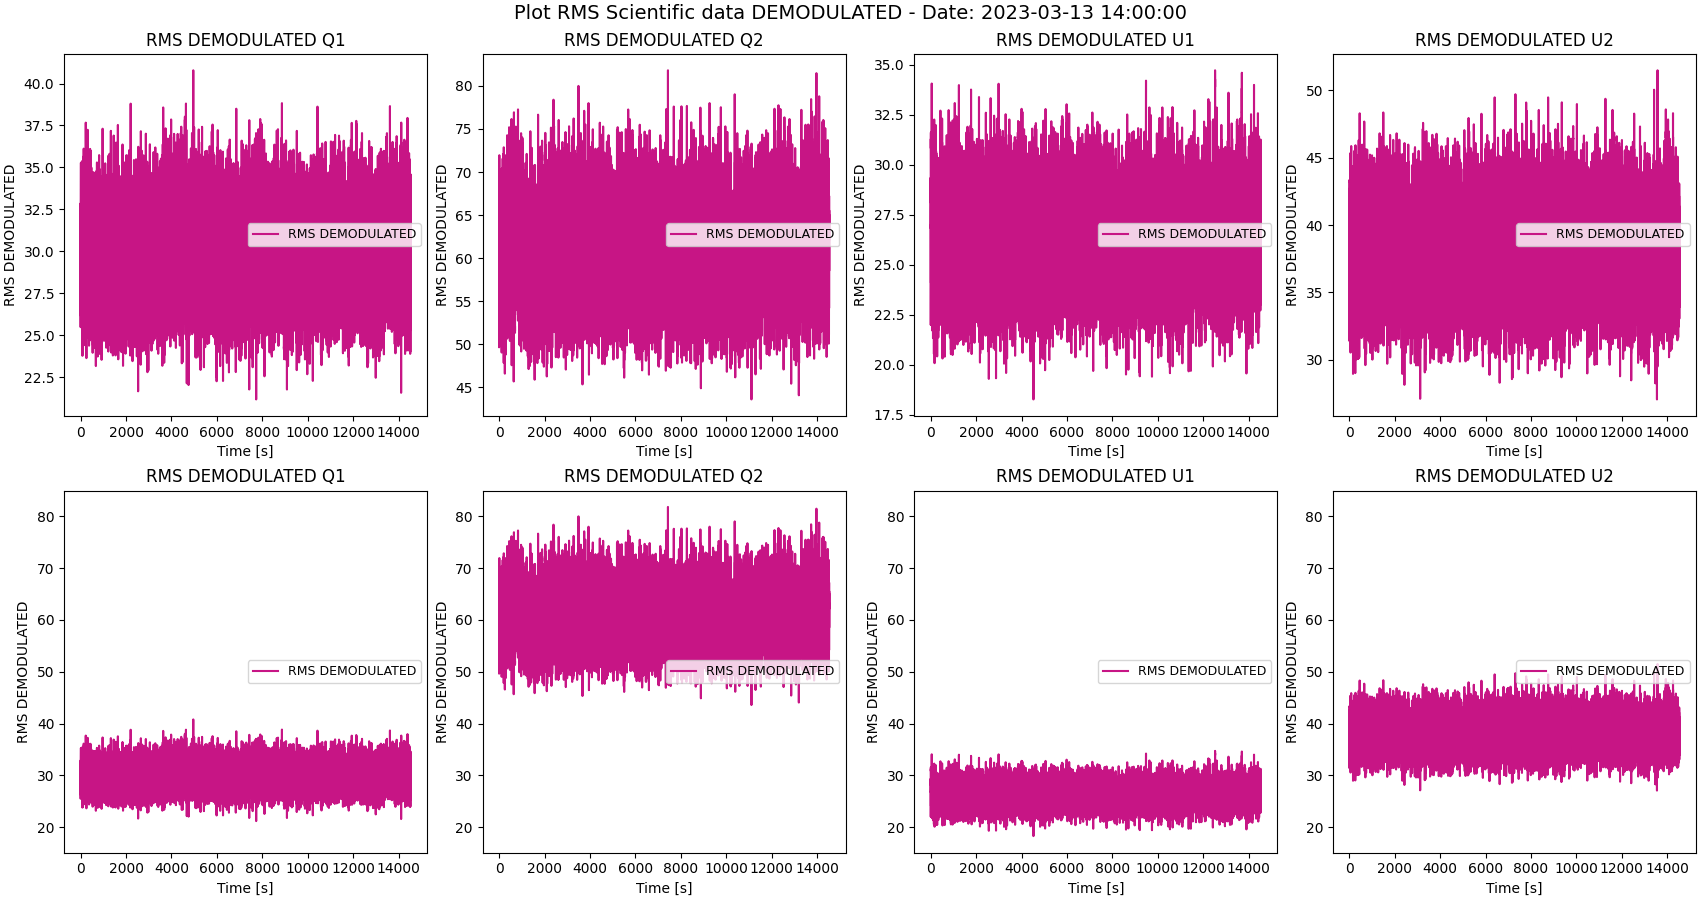 Plot RMS Scientific data DEMODULATED - Date: 2023-03-13 14:00:00
RMS DEMODULATED Q1
RMS DEMODULATED
40.0
37.5
35.0
32.5
30.0
27.5
25.0
22.5
RMS DEMODULATED
0 2000 4000 6000 8000 10000 12000 14000
Time [s]
RMS DEMODULATED Q2
RMS DEMODULATED
80
75
70
65
60
55
50
45
RMS DEMODULATED
0 2000 4000 6000 8000 10000 12000 14000
Time [s]
RMS DEMODULATED U1
RMS DEMODULATED
35.0
32.5
30.0
27.5
25.0
22.5
20.0
17.5
RMS DEMODULATED
0 2000 4000 6000 8000 10000 12000 14000
Time [s]
RMS DEMODULATED U2
RMS DEMODULATED
50
45
40
35
30
RMS DEMODULATED
0 2000 4000 6000 8000 10000 12000 14000
Time [s]
RMS DEMODULATED Q1
RMS DEMODULATED
80
70
60
50
40
30
20
RMS DEMODULATED
0 2000 4000 6000 8000 10000 12000 14000
Time [s]
RMS DEMODULATED Q2
RMS DEMODULATED
80
70
60
50
40
30
20
RMS DEMODULATED
0 2000 4000 6000 8000 10000 12000 14000
Time [s]
RMS DEMODULATED U1
RMS DEMODULATED
80
70
60
50
40
30
20
RMS DEMODULATED
0 2000 4000 6000 8000 10000 12000 14000
Time [s]
RMS DEMODULATED U2
RMS DEMODULATED
80
70
60
50
40
30
20
RMS DEMODULATED
0 2000 4000 6000 8000 10000 12000 14000
Time [s]